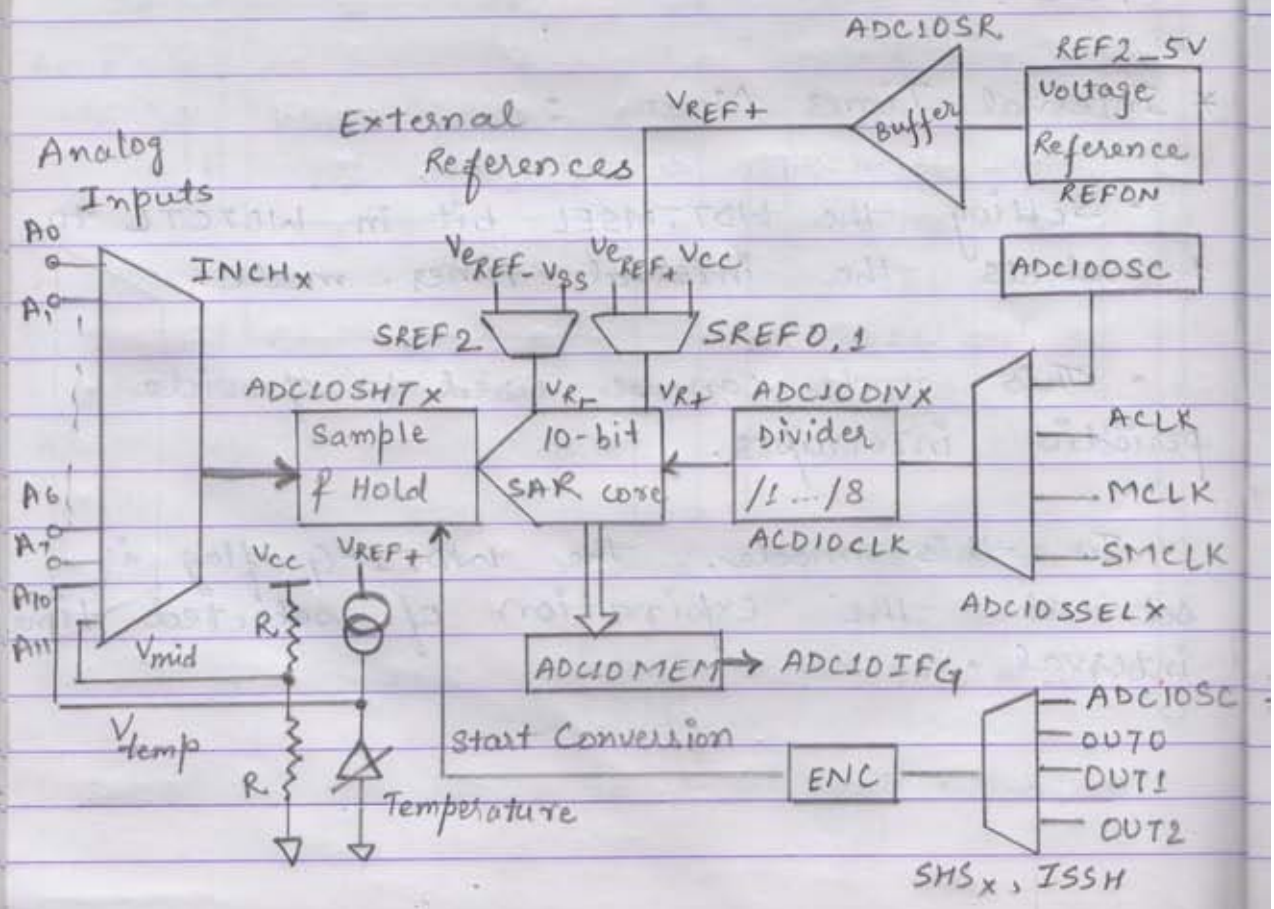 ADC10SR
REF2_5V
Voltage
Reference
REFON
Buffer
VREF+
External
References
Analog
Inputs
A0
A1
A6
A7
A10
A11
INCHx
VeREF- VSS
VeREF+ VCC
SREF2
SREF0,1
ADC10OSC
ADC10SHTx
Sample
& Hold
VR-
VR+
10-bit
SAR core
ADC10DIVx
Divider
/1.../8
ACD10CLK
ACLK
MCLK
SMCLK
ADC10SSELx
VCC
VREF+
R
Vmid
Vtemp
R
Temperature
ADC10MEM
ADC10IFG
Start Conversion
ENC
ADC10SC
OUT0
OUT1
OUT2
SHSx, ISSH